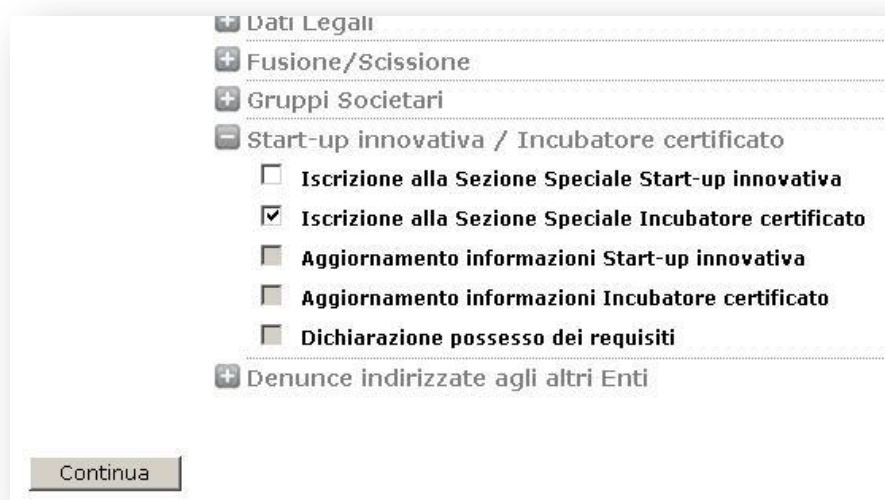 Dati Legali
Fusione/Scissione
Gruppi Societari
Start-up innovativa / Incubatore certificato
Iscrizione alla Sezione Speciale Start-up innovativa
Iscrizione alla Sezione Speciale Incubatore certificato
Aggiornamento informazioni Start-up innovativa
Aggiornamento informazioni Incubatore certificato
Dichiarazione possesso dei requisiti
Denunce indirizzate agli altri Enti
Continua